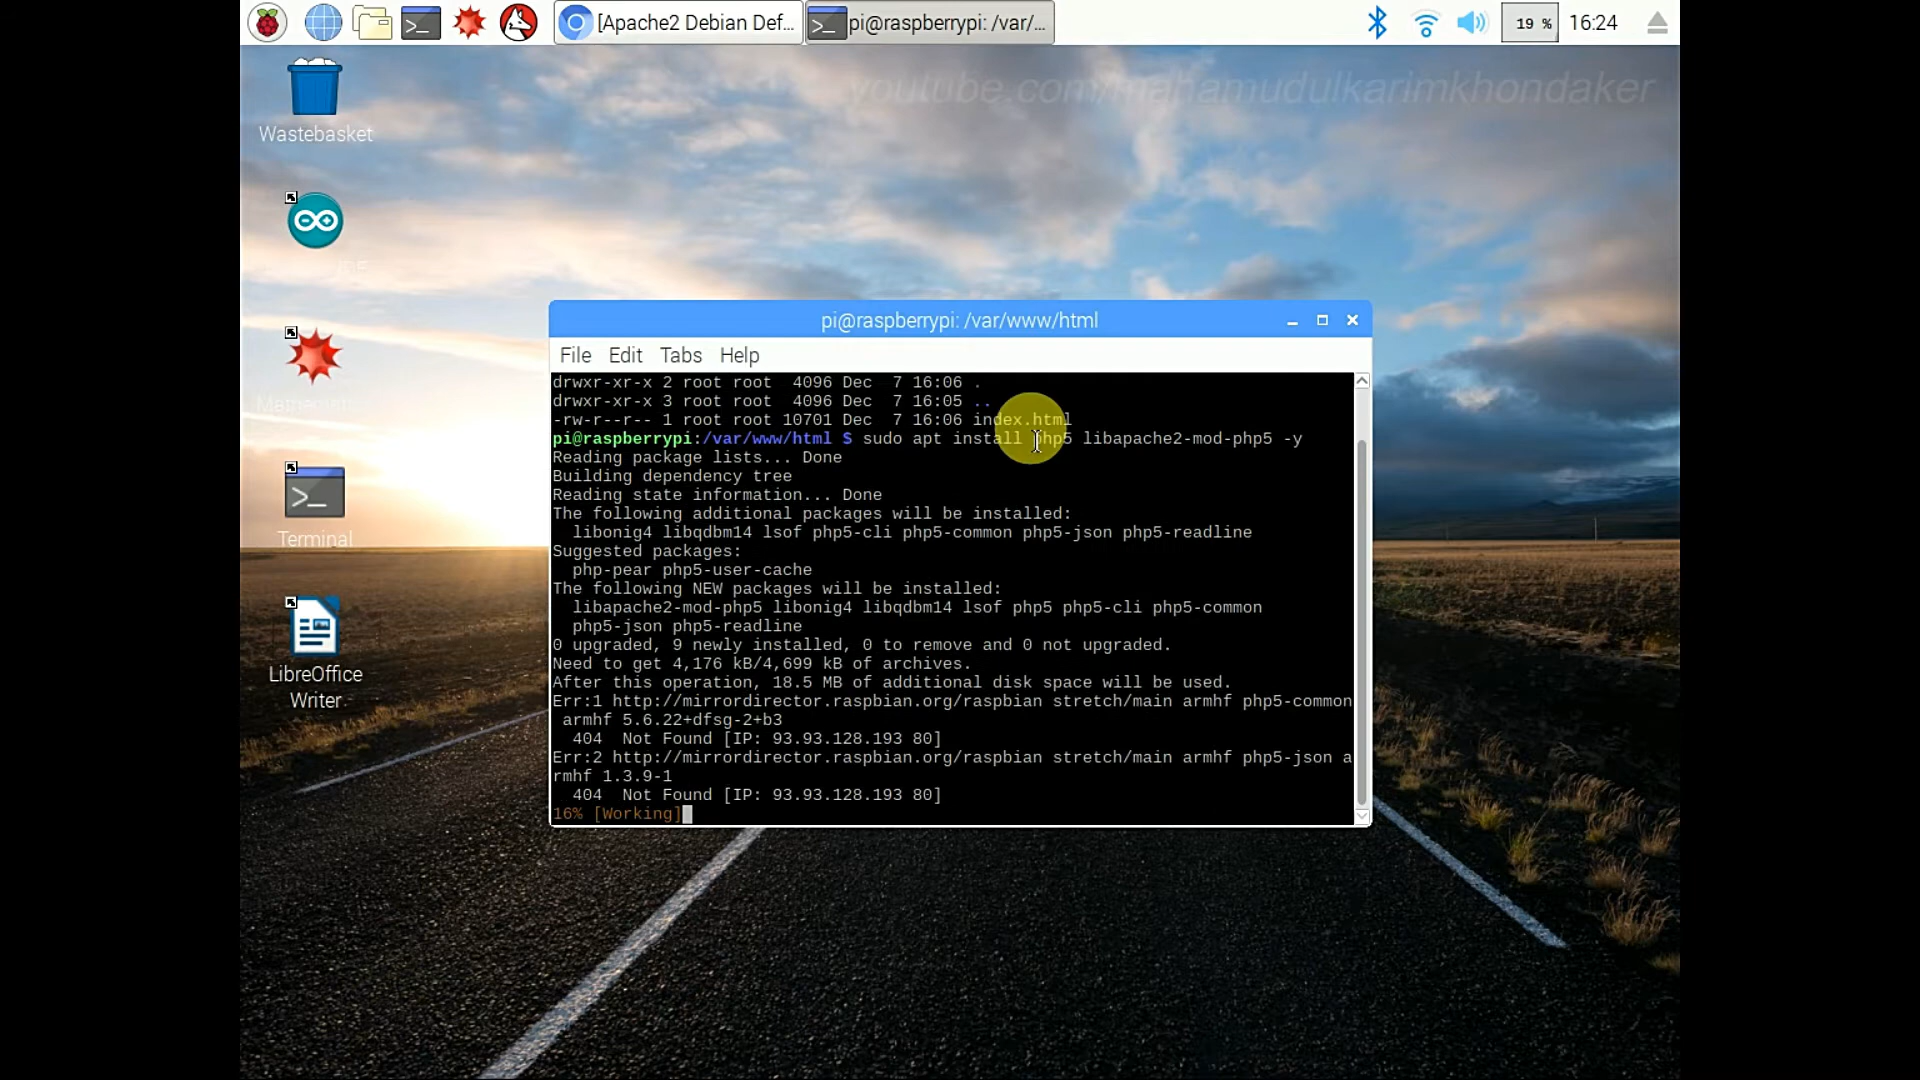 [Apache2 Debian Def...
pi@raspberrypi: /var/...
19 %
16:24
youtube.com/mahamudulkarimkhondaker
Wastebasket
Terminal
LibreOffice
Writer
pi@raspberrypi: /var/www/html
File Edit Tabs Help
drwxr-xr-x 2 root root  4096 Dec  7 16:06 .
drwxr-xr-x 3 root root  4096 Dec  7 16:05 ..
-rw-r--r-- 1 root root 10701 Dec  7 16:06 index.html
pi@raspberrypi:/var/www/html $ sudo apt install php5 libapache2-mod-php5 -y
Reading package lists... Done
Building dependency tree
Reading state information... Done
The following additional packages will be installed:
  libonig4 libqdbm14 lsof php5-cli php5-common php5-json php5-readline
Suggested packages:
  php-pear php5-user-cache
The following NEW packages will be installed:
  libapache2-mod-php5 libonig4 libqdbm14 lsof php5 php5-cli php5-common
  php5-json php5-readline
0 upgraded, 9 newly installed, 0 to remove and 0 not upgraded.
Need to get 4,176 kB/4,699 kB of archives.
After this operation, 18.5 MB of additional disk space will be used.
Err:1 http://mirrordirector.raspbian.org/raspbian stretch/main armhf php5-common
 armhf 5.6.22+dfsg-2+b3
  404  Not Found [IP: 93.93.128.193 80]
Err:2 http://mirrordirector.raspbian.org/raspbian stretch/main armhf php5-json a
rmhf 1.3.9-1
  404  Not Found [IP: 93.93.128.193 80]
16% [Working]